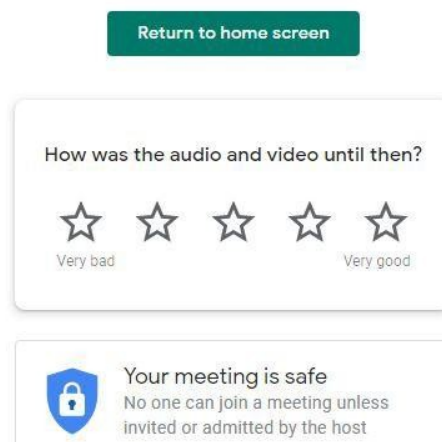 Return to home screen
How was the audio and video until then?
Very bad
Very good
Your meeting is safe
No one can join a meeting unless
invited or admitted by the host